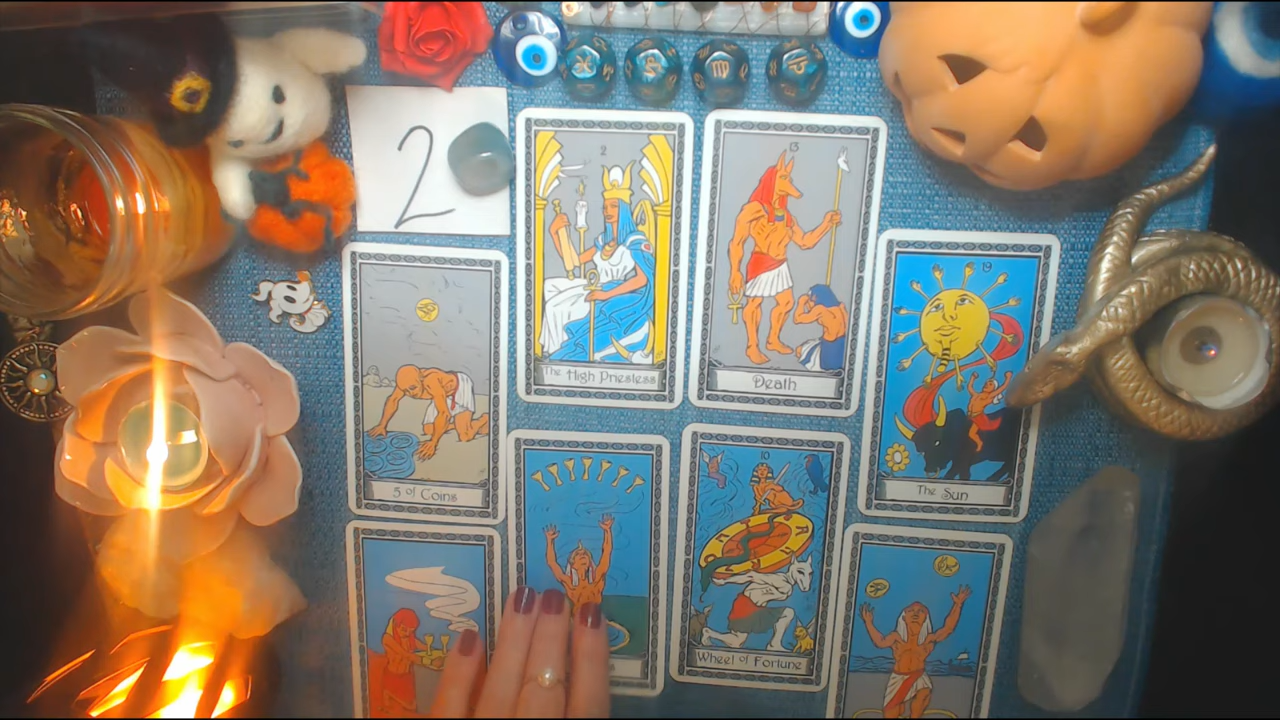 2
2
The High Priestess
13
Death
19
The Sun
5 of Coins
10
Wheel of Fortune